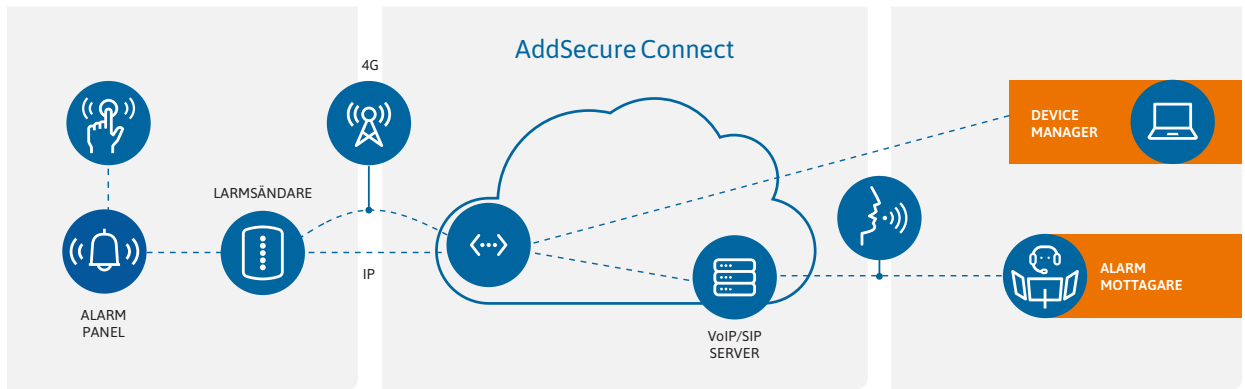 AddSecure Connect
4G
LARMSÄNDARE
IP
ALARM
PANEL
VoIP/SIP
SERVER
DEVICE
MANAGER
ALARM
MOTTAGARE